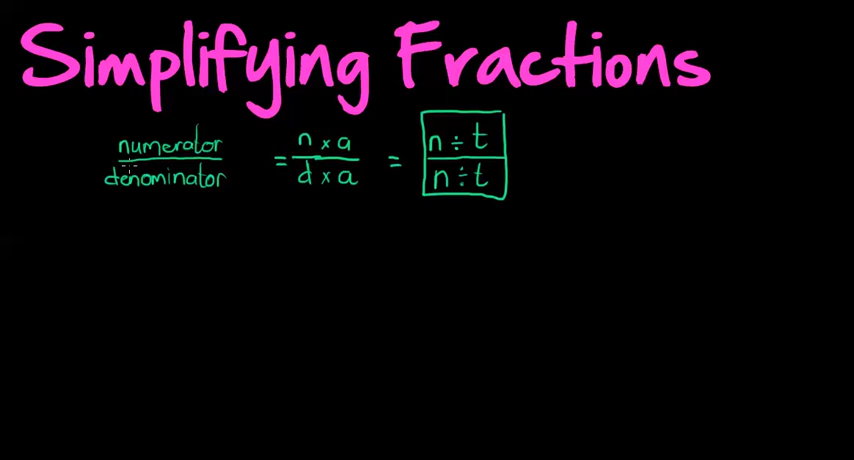 Simplifying Fractions
numerator = n × a = n ÷ t
denominator d × a n ÷ t